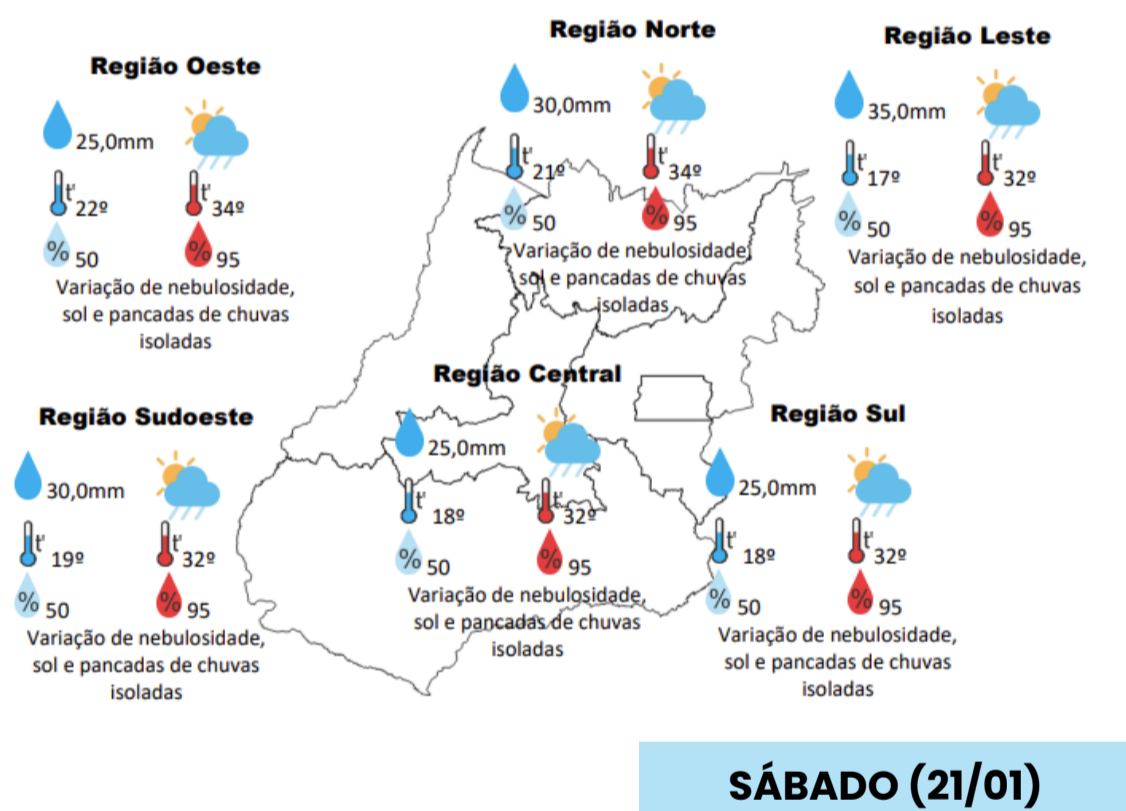 Região Norte
30,0mm
t'
21º
t'
34º
%
50
%
95
Variação de nebulosidade,
sol e pancadas de chuvas
isoladas
Região Leste
35,0mm
t'
17º
t'
32º
%
50
%
95
Variação de nebulosidade,
sol e pancadas de chuvas
isoladas
Região Oeste
25,0mm
t'
22º
t'
34º
%
50
%
95
Variação de nebulosidade,
sol e pancadas de chuvas
isoladas
Região Central
25,0mm
t'
18º
t'
32º
%
50
%
95
Variação de nebulosidade,
sol e pancadas de chuvas
isoladas
Região Sudoeste
30,0mm
t'
19º
t'
32º
%
50
%
95
Variação de nebulosidade,
sol e pancadas de chuvas
isoladas
Região Sul
25,0mm
t'
18º
t'
32º
%
50
%
95
Variação de nebulosidade,
sol e pancadas de chuvas
isoladas
SÁBADO (21/01)